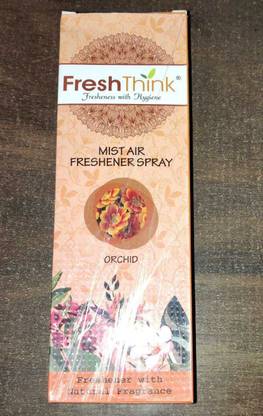 FreshThink®
Freshness with Hygiene
MIST AIR
FRESHENER SPRAY
ORCHID
Freshener with
Natural Fragrance